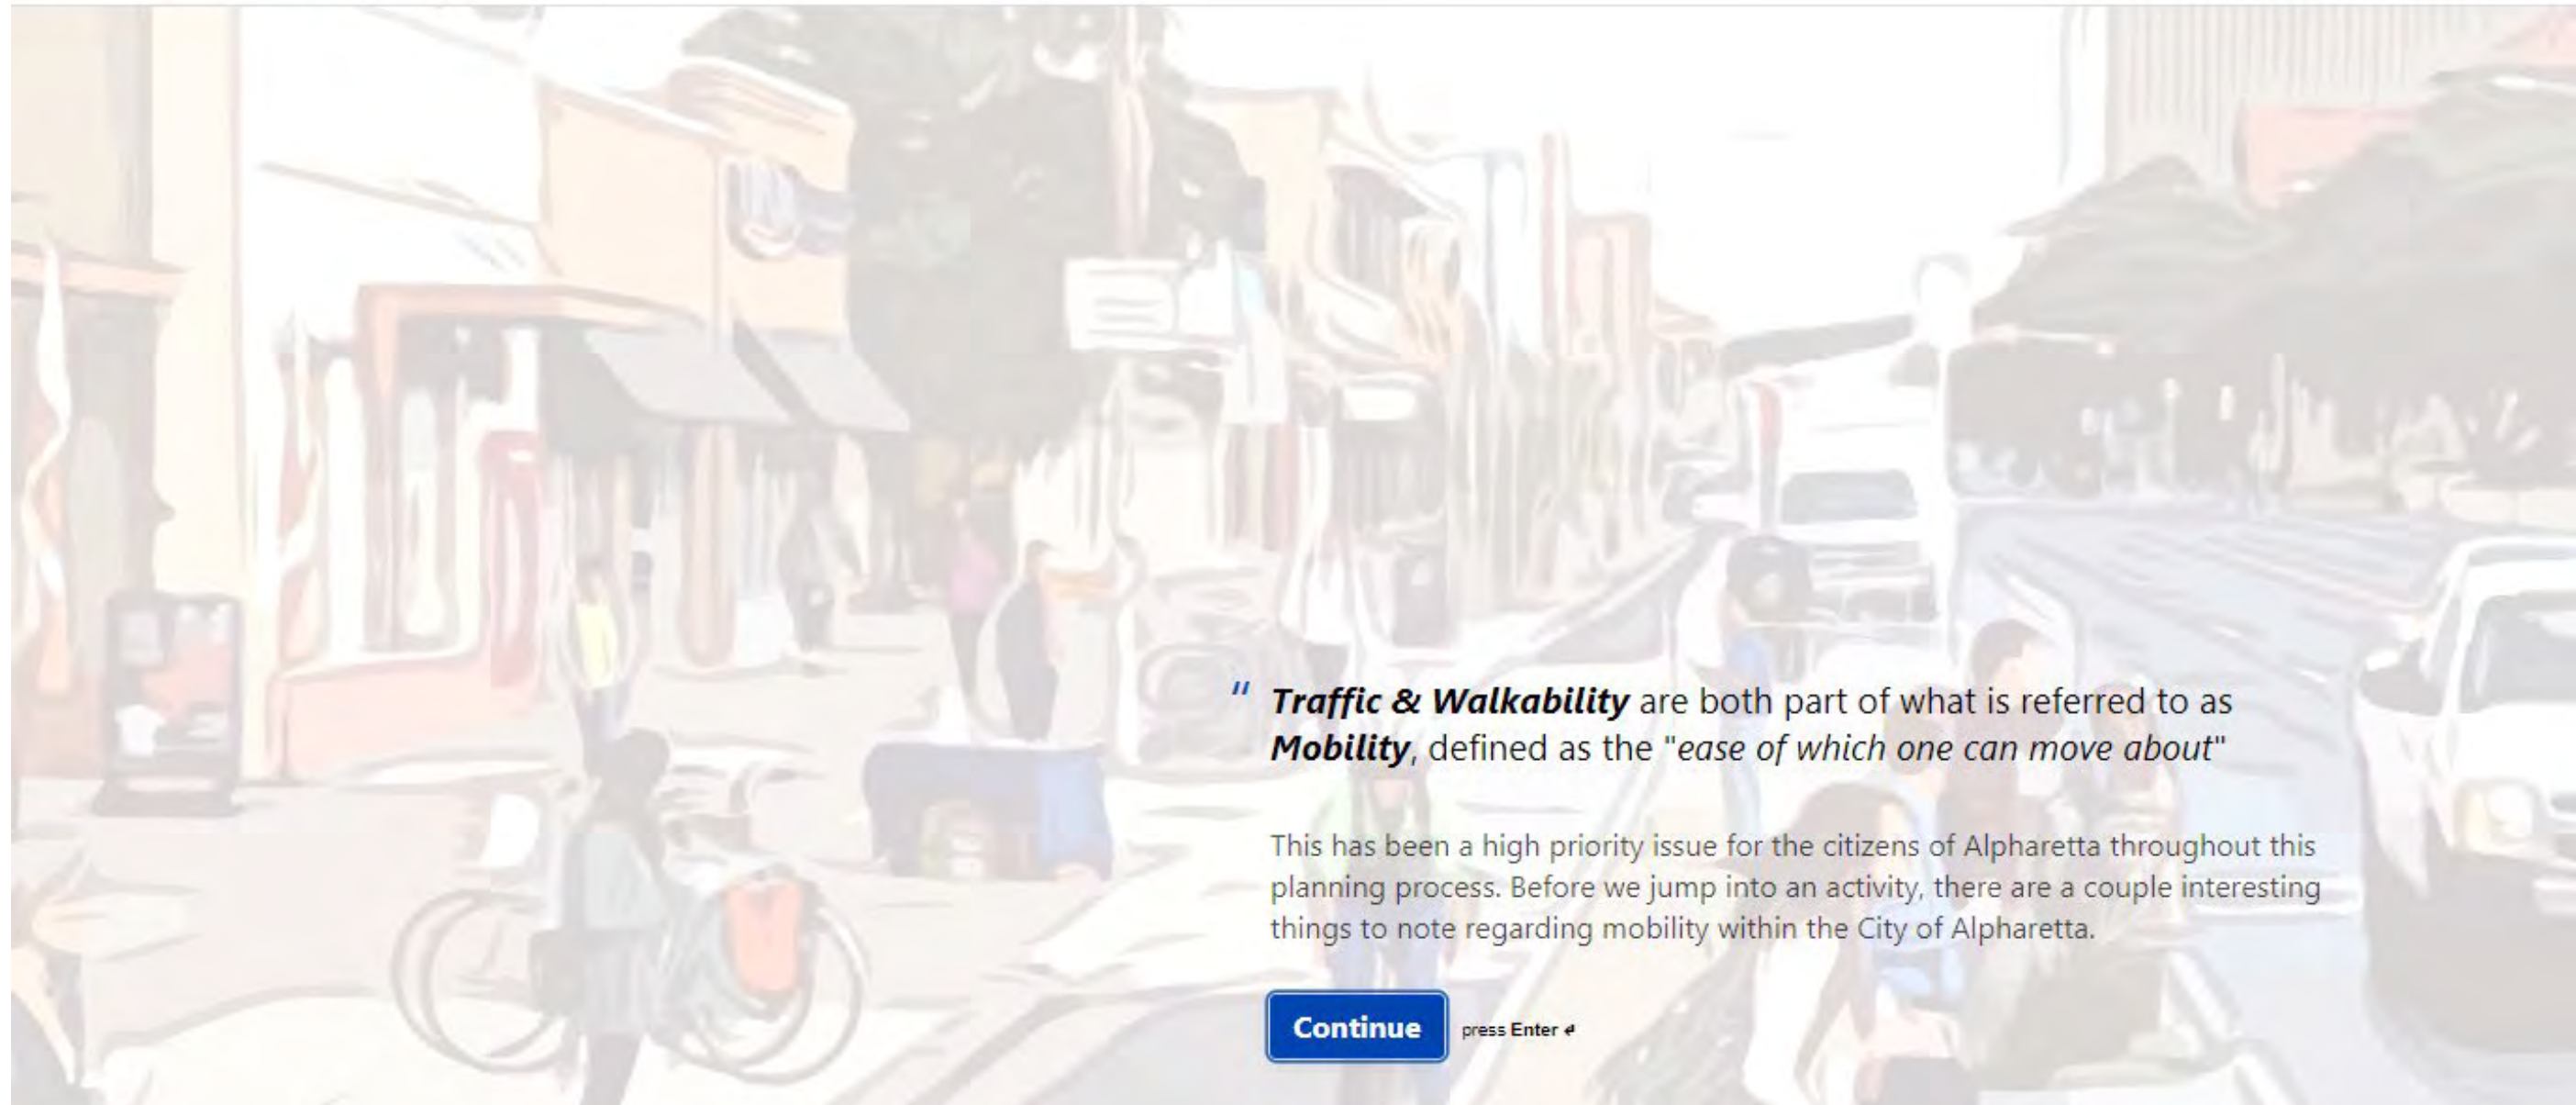 " Traffic & Walkability are both part of what is referred to as
Mobility, defined as the "ease of which one can move about"
This has been a high priority issue for the citizens of Alpharetta throughout this
planning process. Before we jump into an activity, there are a couple interesting
things to note regarding mobility within the City of Alpharetta.
Continue press Enter ↵